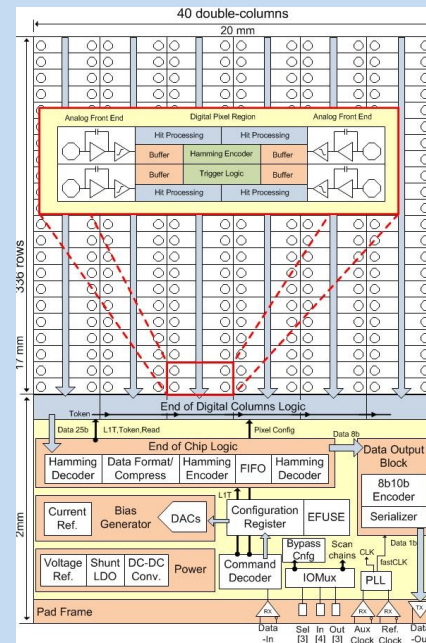 40 double-columns
20 mm
336 rows
17 mm
2mm
Analog Front End
Digital Pixel Region
Analog Front End
Hit Processing
Hit Processing
Buffer
Hamming Encoder
Buffer
Buffer
Trigger Logic
Buffer
Hit Processing
Hit Processing
End of Digital Columns Logic
Token
Data 25b
L1T,Token,Read
Pixel Config
Data 8b
End of Chip Logic
Hamming Decoder
Data Format/ Compress
Hamming Encoder
FIFO
Hamming Decoder
Data Output Block
8b10b Encoder
Serializer
L1T
Current Ref.
Bias Generator
DACs
Configuration Register
EFUSE
Data 1b
Voltage Ref.
Shunt LDO
DC-DC Conv.
Power
Command Decoder
Bypass Cnfg
Scan chains
IOMux
CLK
fastCLK
PLL
Pad Frame
RX
RX
RX
TX
Data -In
Sel [3]
In [4]
Out [3]
Aux Clock
Ref. Clock